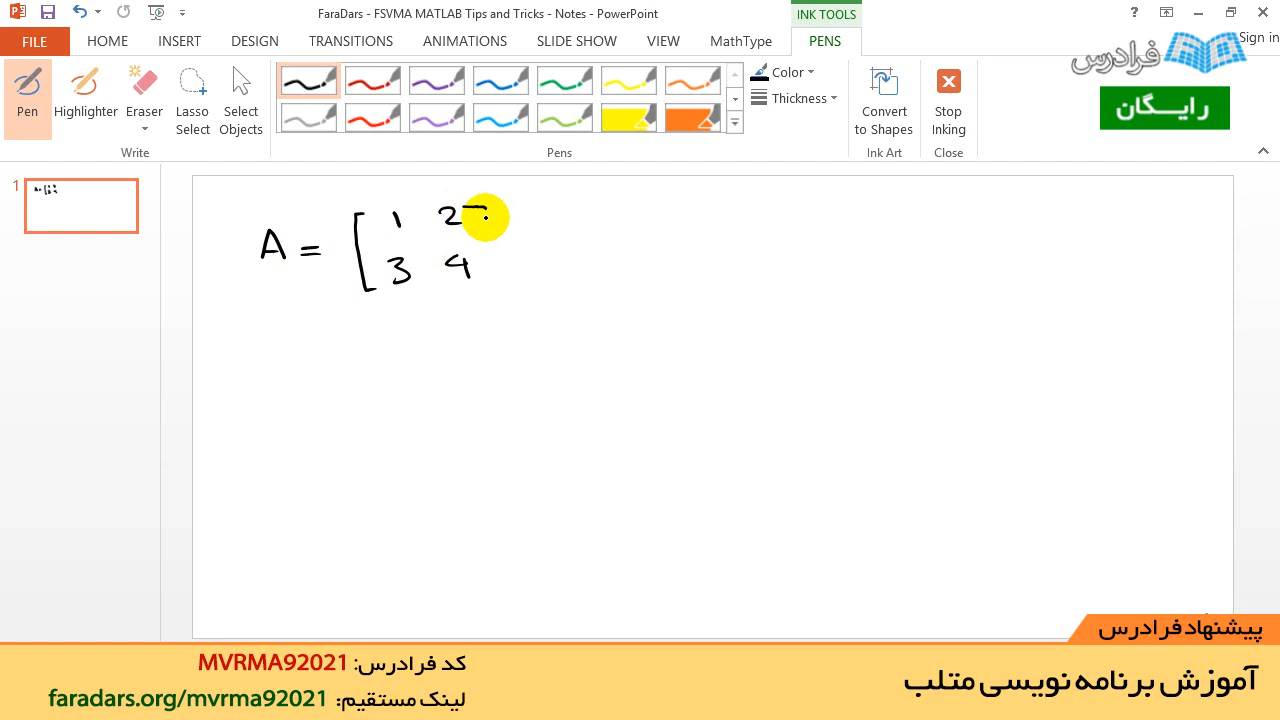 FaraDars - FSVMA MATLAB Tips and Tricks - Notes - PowerPoint
INK TOOLS
?
Sign in
FILE HOME INSERT DESIGN TRANSITIONS ANIMATIONS SLIDE SHOW VIEW MathType PENS
فرادرس
رایگان
Pen
Highlighter
Eraser
Lasso Select
Select Objects
Color
Thickness
Convert to Shapes
Stop Inking
Write
Pens
Ink Art
Close
1
A = [ 1 2
3 4
پیشنهاد فرادرس
آموزش برنامه نویسی متلب
کد فرادرس: MVRMA92021
لینک مستقیم: faradars.org/mvrma92021